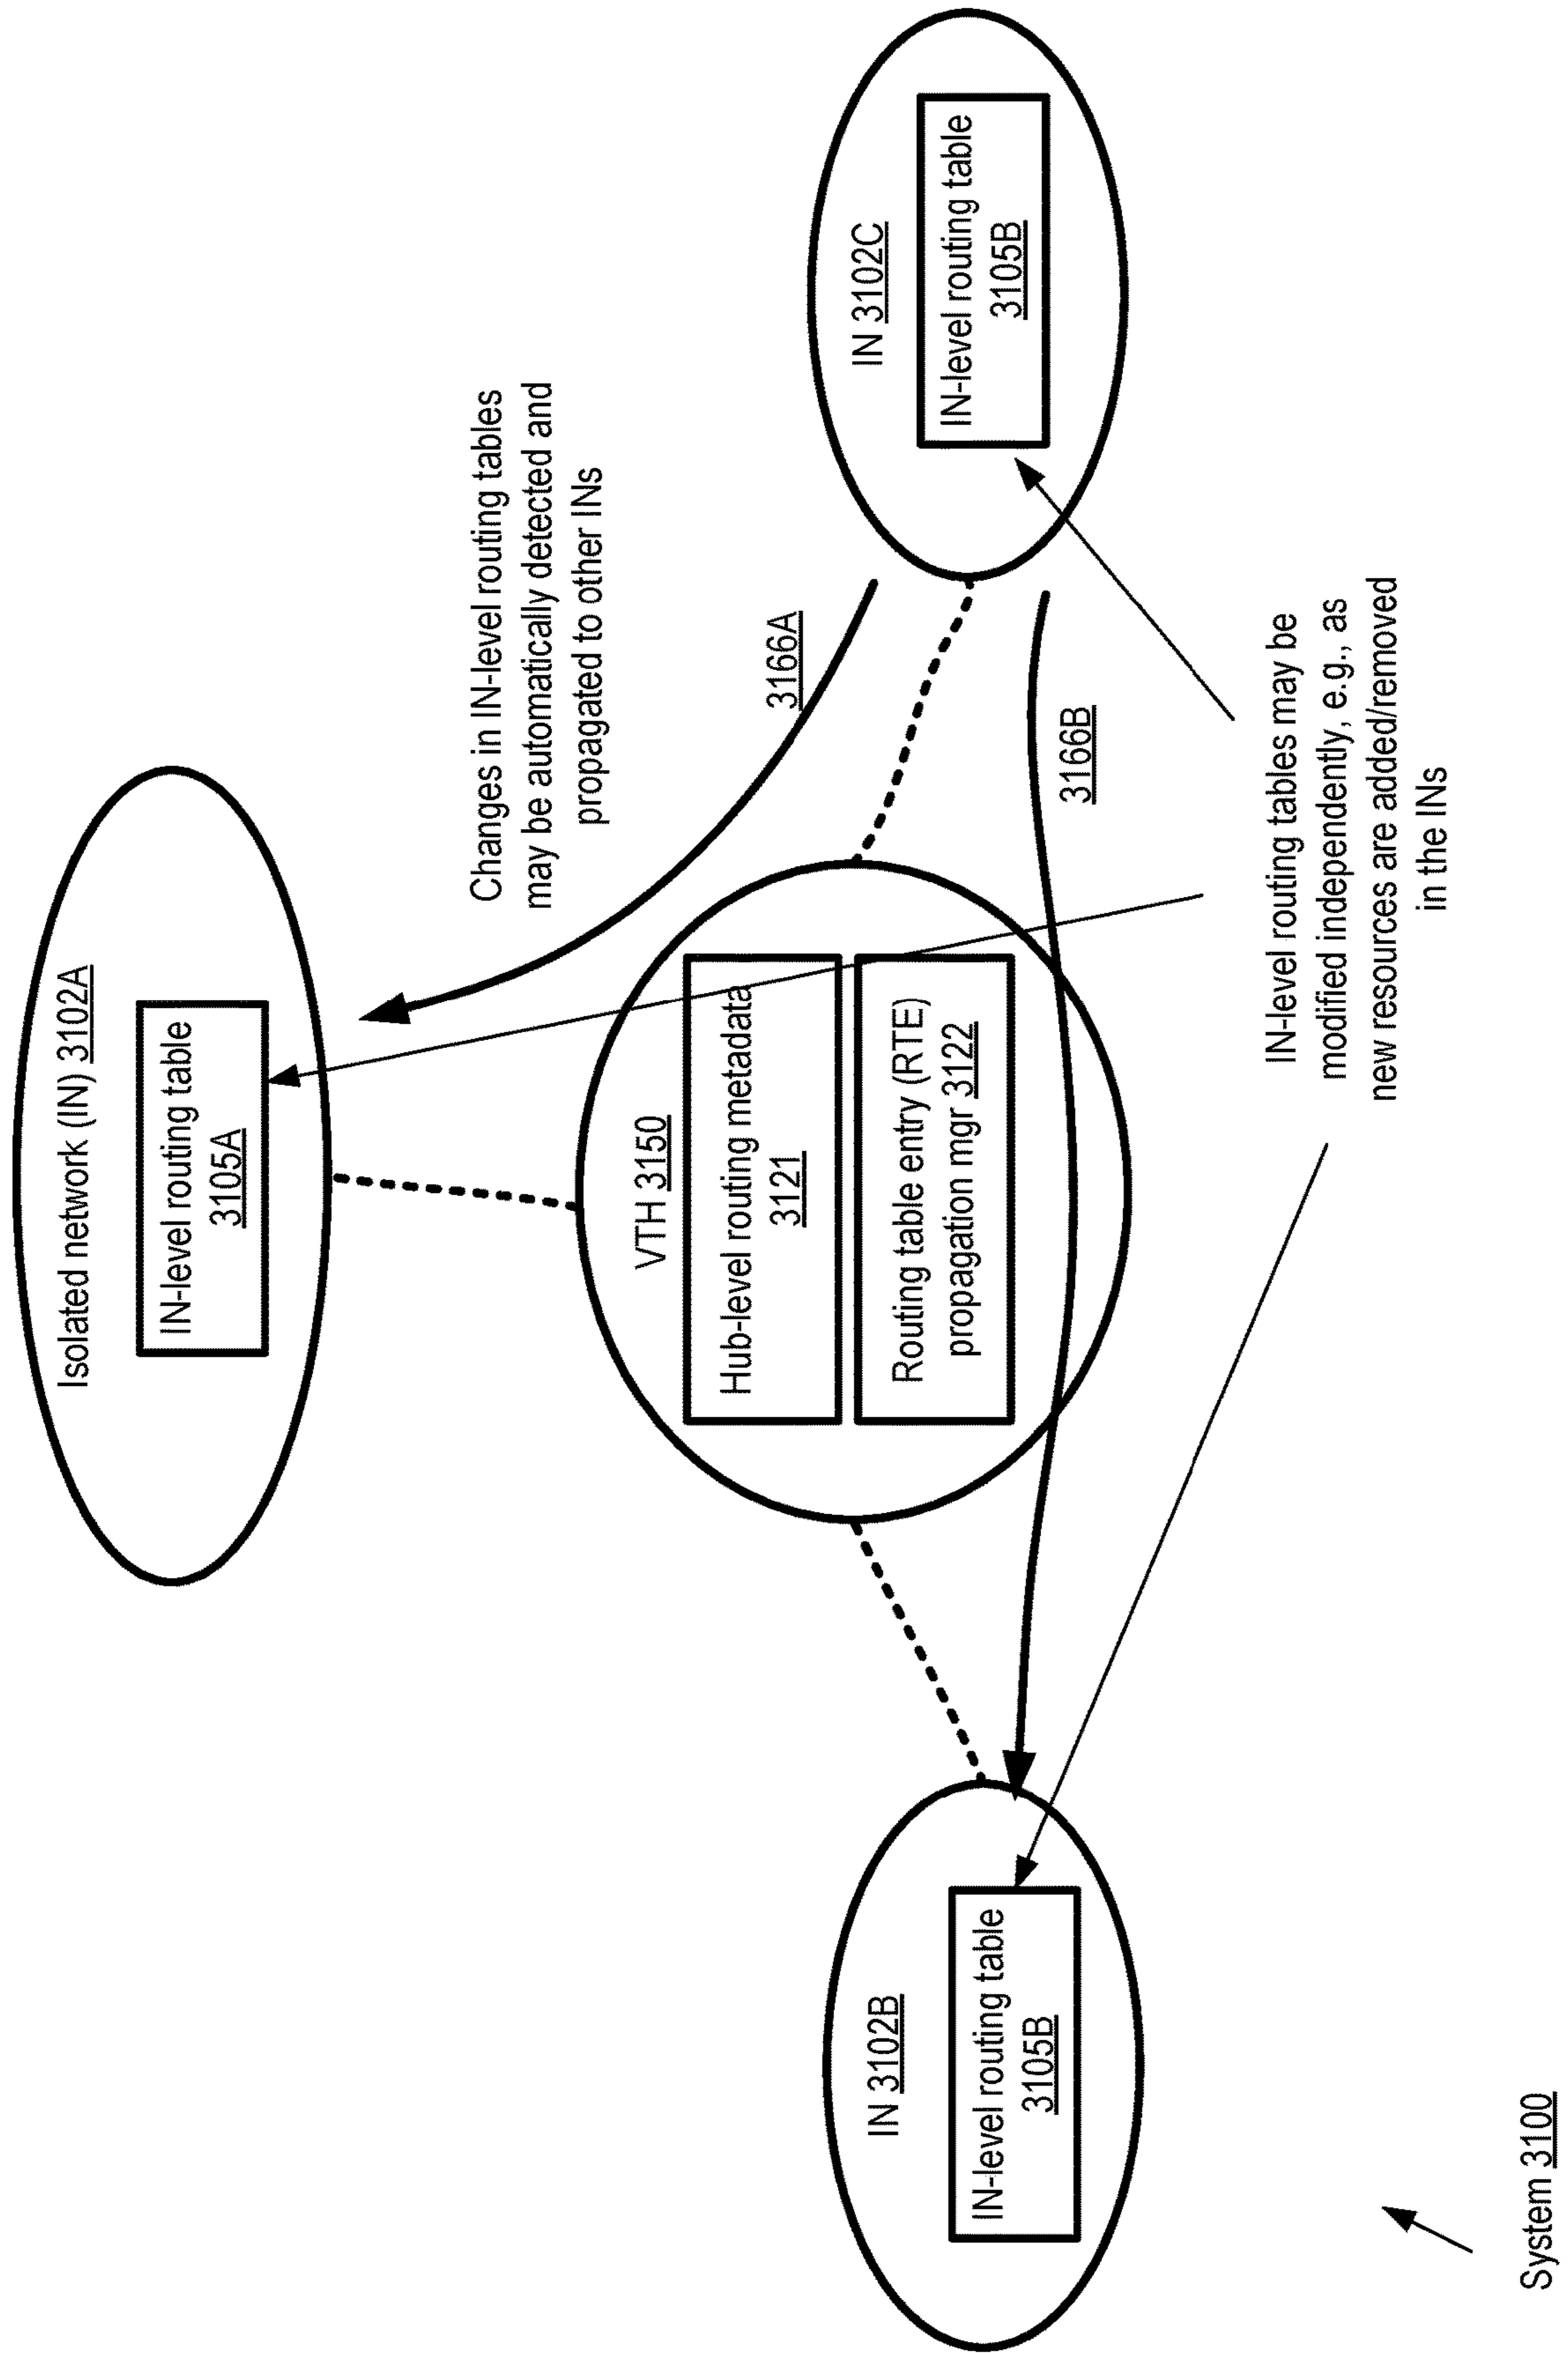 Isolated network (IN) 3102A
IN-level routing table
3105A
Changes in IN-level routing tables
may be automatically detected and
propagated to other INs
3166A
VTH 3150
Hub-level routing metadata
3121
Routing table entry (RTE)
propagation mgr 3122
3166B
IN 3102B
IN-level routing table
3105B
IN 3102C
IN-level routing table
3105B
IN-level routing tables may be
modified independently, e.g., as
new resources are added/removed
in the INs
System 3100